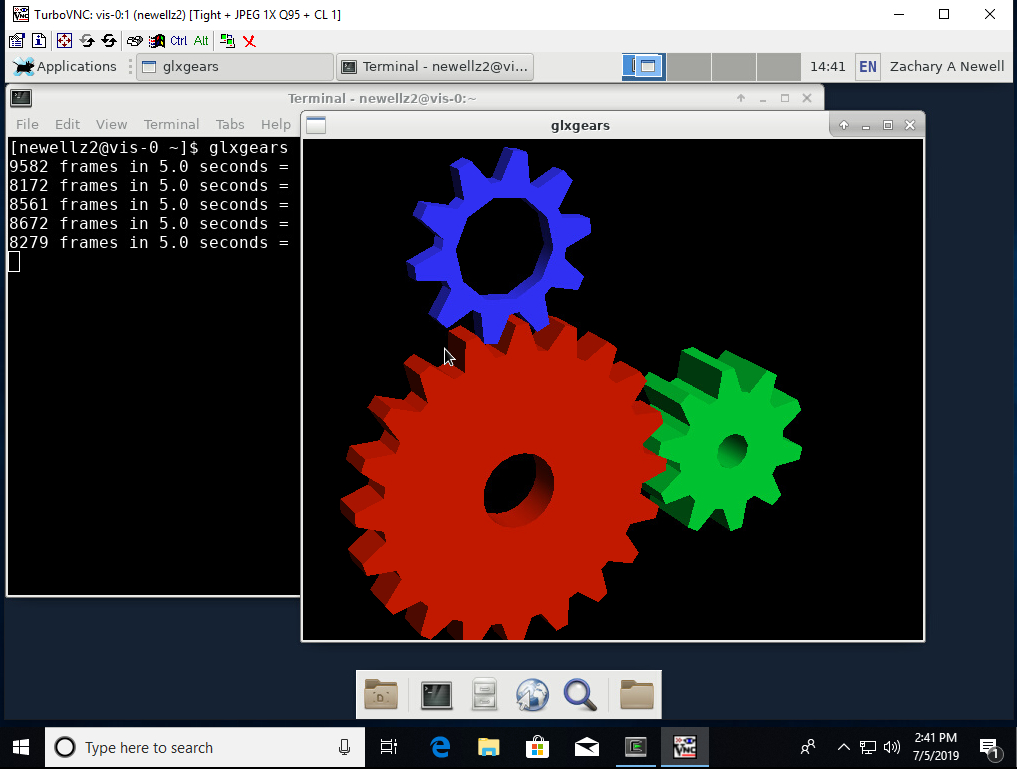 TurboVNC: vis-0:1 (newellz2) [Tight + JPEG 1X Q95 + CL 1]
Ctrl Alt
Applications glxgears Terminal - newellz2@vi... 14:41 EN Zachary A Newell
Terminal - newellz2@vis-0:~
File Edit View Terminal Tabs Help
glxgears
[newellz2@vis-0 ~]$ glxgears
9582 frames in 5.0 seconds =
8172 frames in 5.0 seconds =
8561 frames in 5.0 seconds =
8672 frames in 5.0 seconds =
8279 frames in 5.0 seconds =
D
Type here to search
VNC
2:41 PM
7/5/2019
1